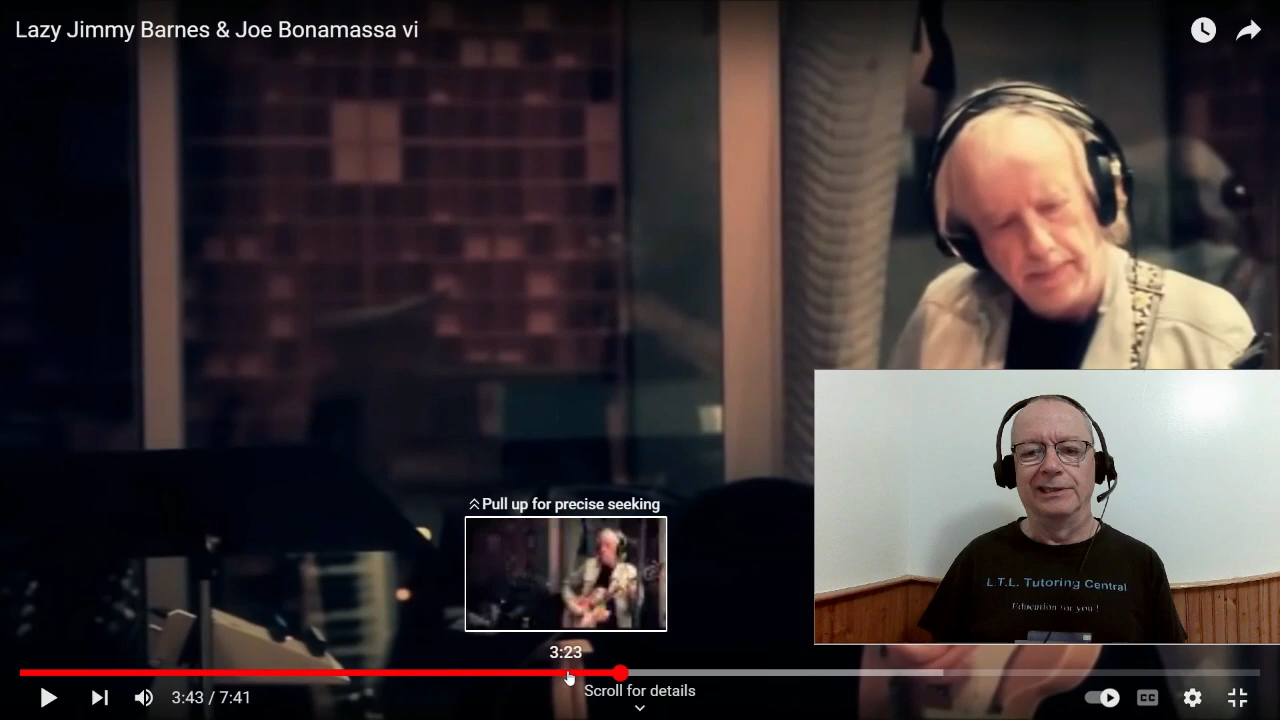 Lazy Jimmy Barnes & Joe Bonamassa vi
Pull up for precise seeking
L.T.L. Tutoring Central
Education for you !
3:23
3:43 / 7:41
Scroll for details
CC